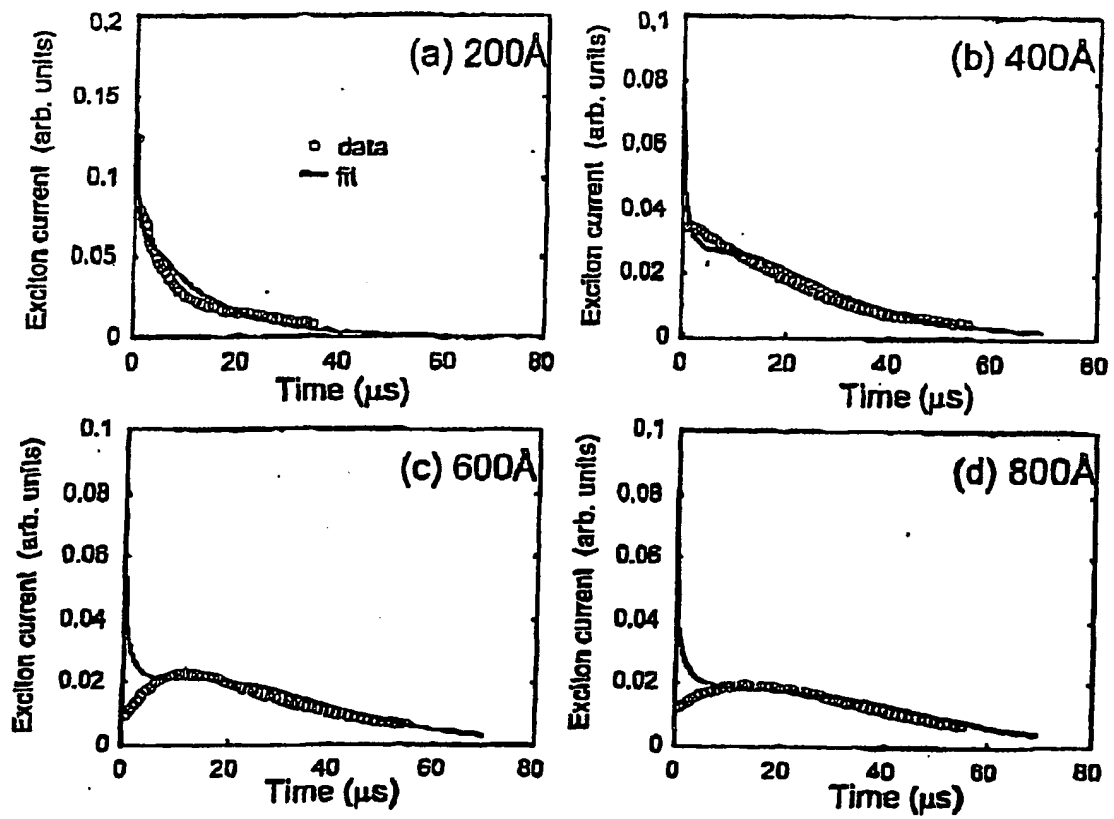 (a) 200Å
Exciton current (arb. units)
0,2
0.15
0.1
0.05
0
data
fit
0 20 40 60 80
Time (µs)
(b) 400Å
Exciton current (arb. units)
0,1
0.08
0.06
0.04
0.02
0
0 20 40 60 80
Time (µs)
(c) 600Å
Exciton current (arb. units)
0.1
0.08
0.06
0.04
0.02
0
0 20 40 60 80
Time (µs)
(d) 800Å
Exciton current (arb. units)
0,1
0.08
0.06
0.04
0.02
0
0 20 40 60 80
Time (µs)